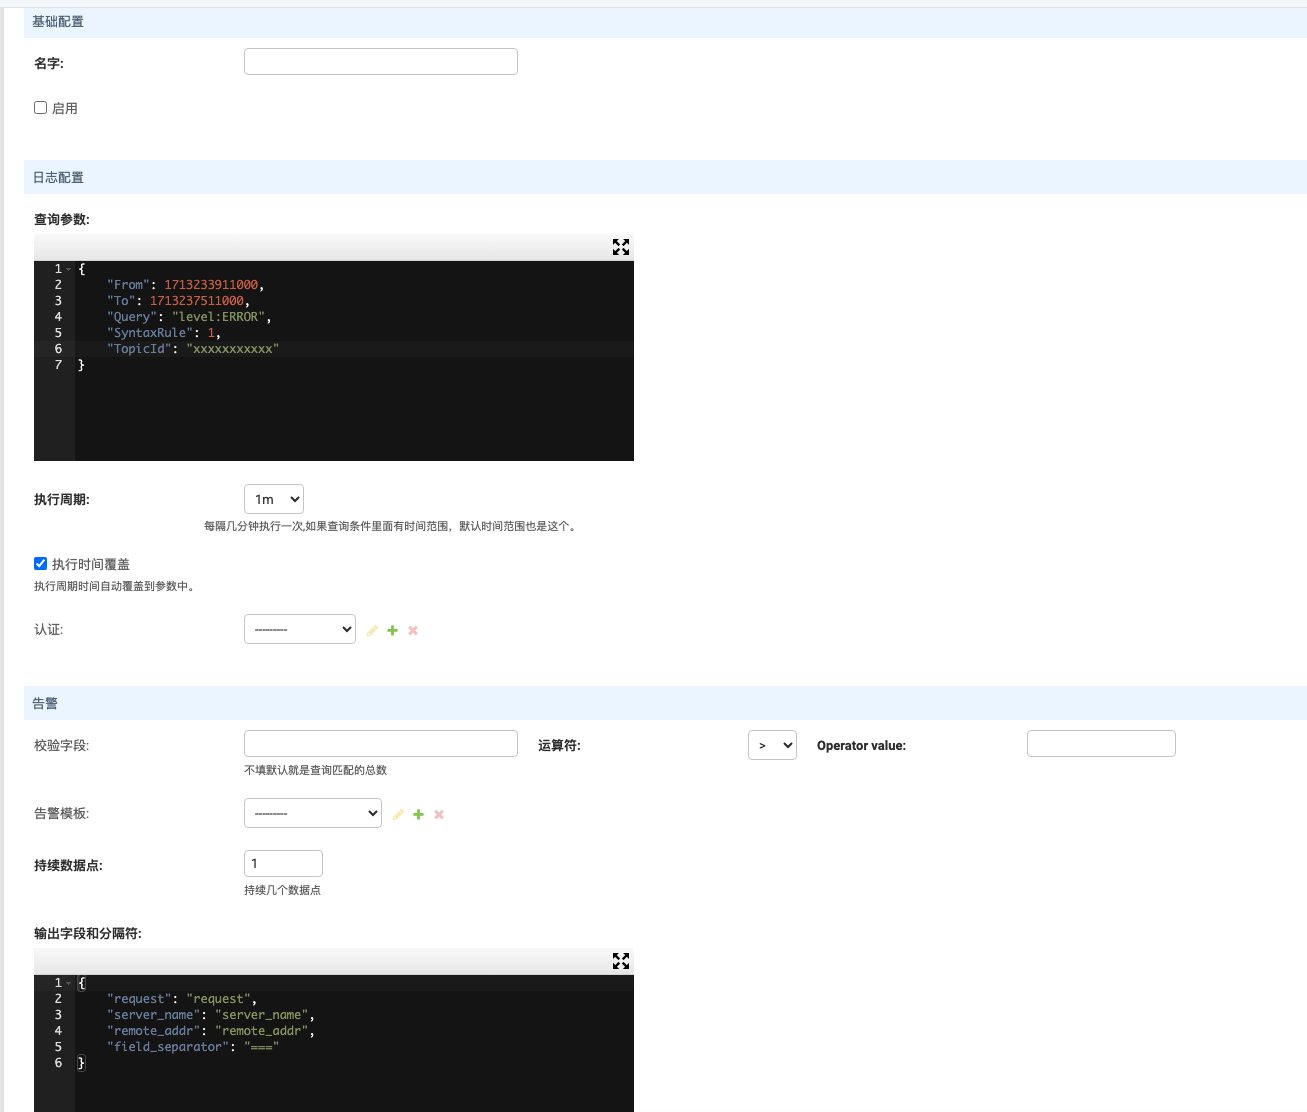 基础配置
名字:
启用
日志配置
查询参数:
1 {
2 "From": 1713233911000,
3 "To": 1713237511000,
4 "Query": "level:ERROR",
5 "SyntaxRule": 1,
6 "TopicId": "xxxxxxxxxxx"
7 }
执行周期: 1m
每隔几分钟执行一次,如果查询条件里面有时间范围，默认时间范围也是这个。
执行时间覆盖
执行周期时间自动覆盖到参数中。
认证: ---------
告警
校验字段: 运算符: > Operator value:
不填默认就是查询匹配的总数
告警模板: ---------
持续数据点: 1
持续几个数据点
输出字段和分隔符:
1 {
2 "request": "request",
3 "server_name": "server_name",
4 "remote_addr": "remote_addr",
5 "field_separator": "==="
6 }